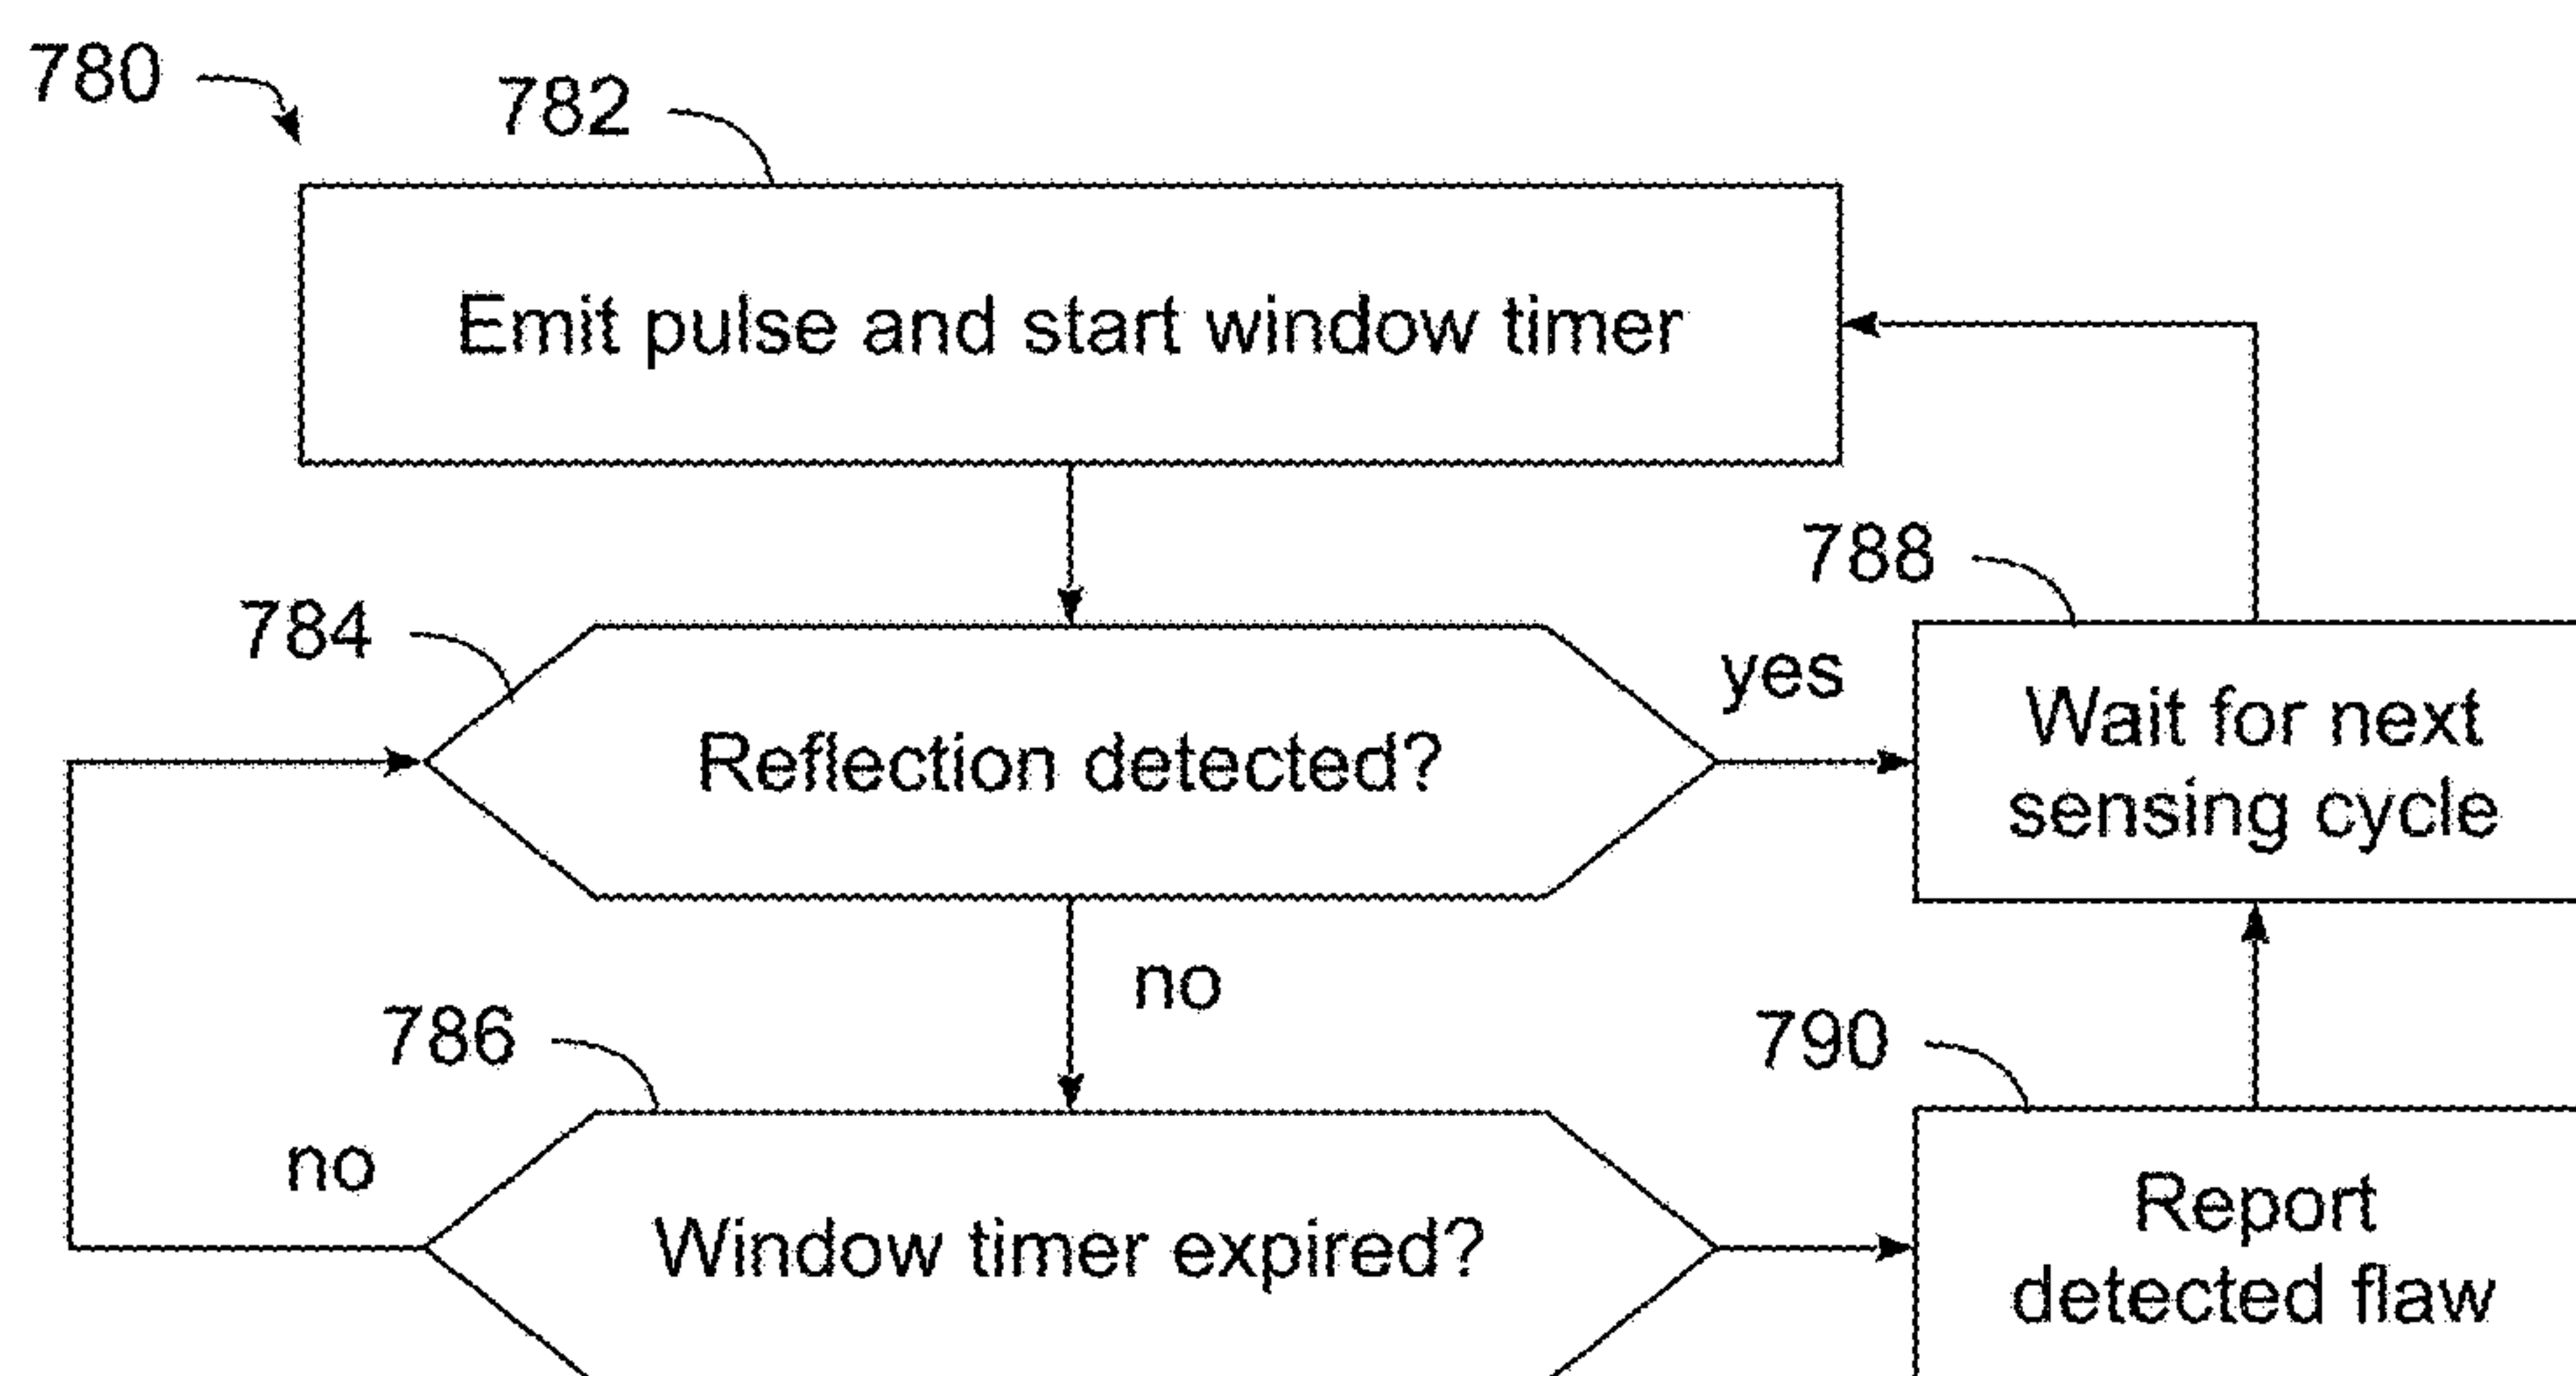 780
782
Emit pulse and start window timer
788
784
yes
Reflection detected?
Wait for next
sensing cycle
no
786
790
no
Window timer expired?
Report
detected flaw